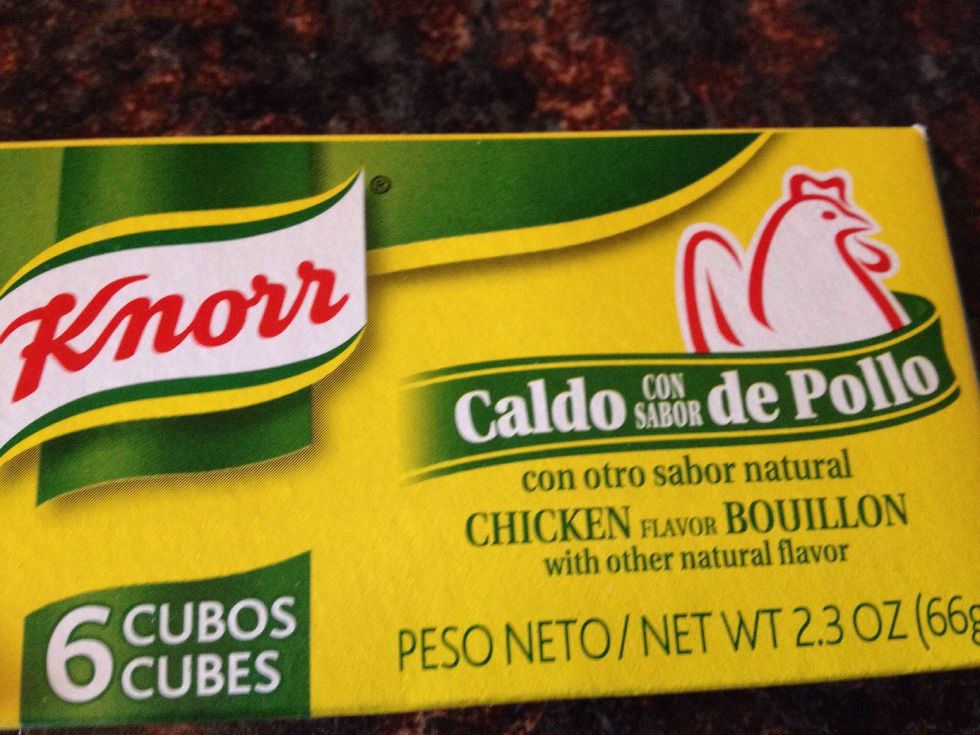 Knorr®
Caldo CON SABOR de Pollo
con otro sabor natural
CHICKEN FLAVOR BOUILLON
with other natural flavor
6 CUBOS
CUBES
PESO NETO / NET WT 2.3 OZ (66g